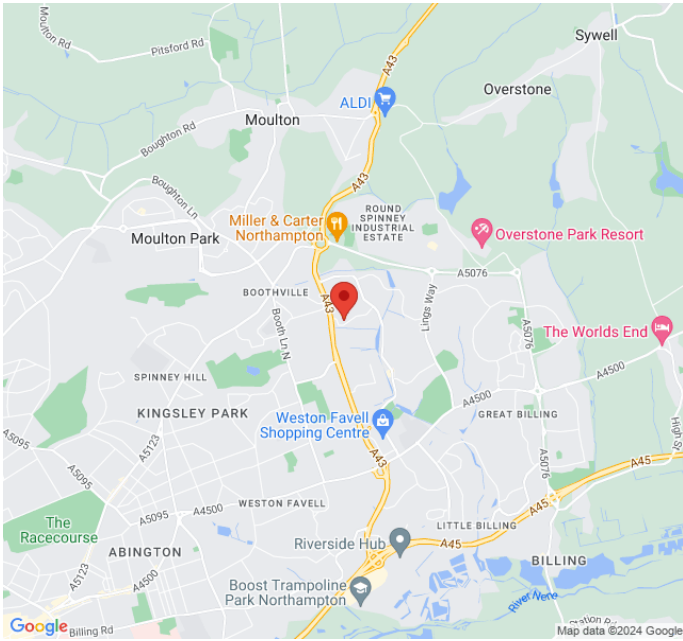 Moulton Rd
Pitsford Rd
A43
Sywell
Overstone
ALDI
Moulton
Boughton Rd
A43
Boughton Ln
Miller & Carter
Northampton
ROUND
SPINNEY
INDUSTRIAL
ESTATE
Overstone Park Resort
Moulton Park
A5076
BOOTHVILLE
A43
Lings Way
Booth Ln N
A5076
The Worlds End
SPINNEY HILL
A4500
KINGSLEY PARK
Weston Favell
Shopping Centre
A4500
GREAT BILLING
A5095
A5123
High St
A43
A5095
A5076
A45
WESTON FAVELL
A45
The
Racecourse
A5095
A4500
LITTLE BILLING
Riverside Hub
A45
ABINGTON
BILLING
A5123
A4500
Boost Trampoline
Park Northampton
River Nene
Google
Billing Rd
Station Rd
Map data ©2024 Google